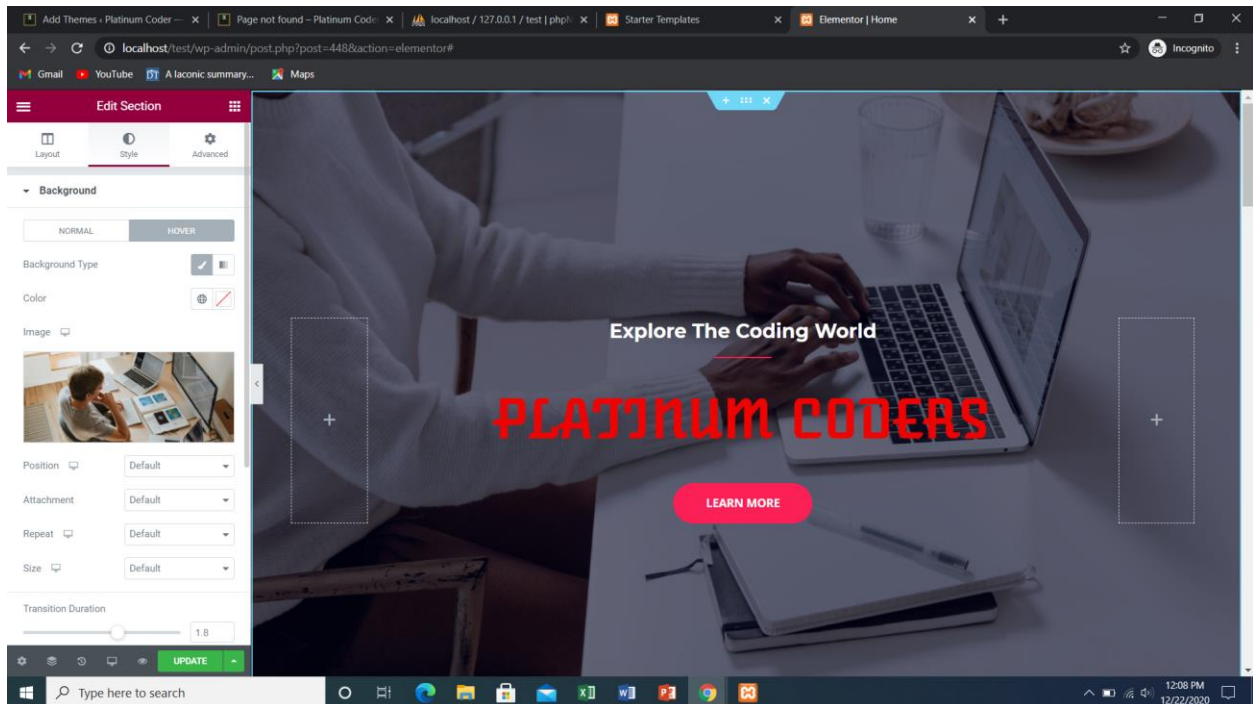 Add Themes ‹ Platinum Coder —
Page not found – Platinum Code
localhost / 127.0.0.1 / test | phpM
Starter Templates
Elementor | Home
localhost/test/wp-admin/post.php?post=448&action=elementor#
Incognito
Gmail
YouTube
A laconic summary...
Maps
Edit Section
Layout
Style
Advanced
Background
NORMAL
HOVER
Background Type
Color
Image
Position
Default
Attachment
Default
Repeat
Default
Size
Default
Transition Duration
1.8
UPDATE
Explore The Coding World
PLATINUM CODERS
LEARN MORE
Type here to search
12:08 PM
12/22/2020